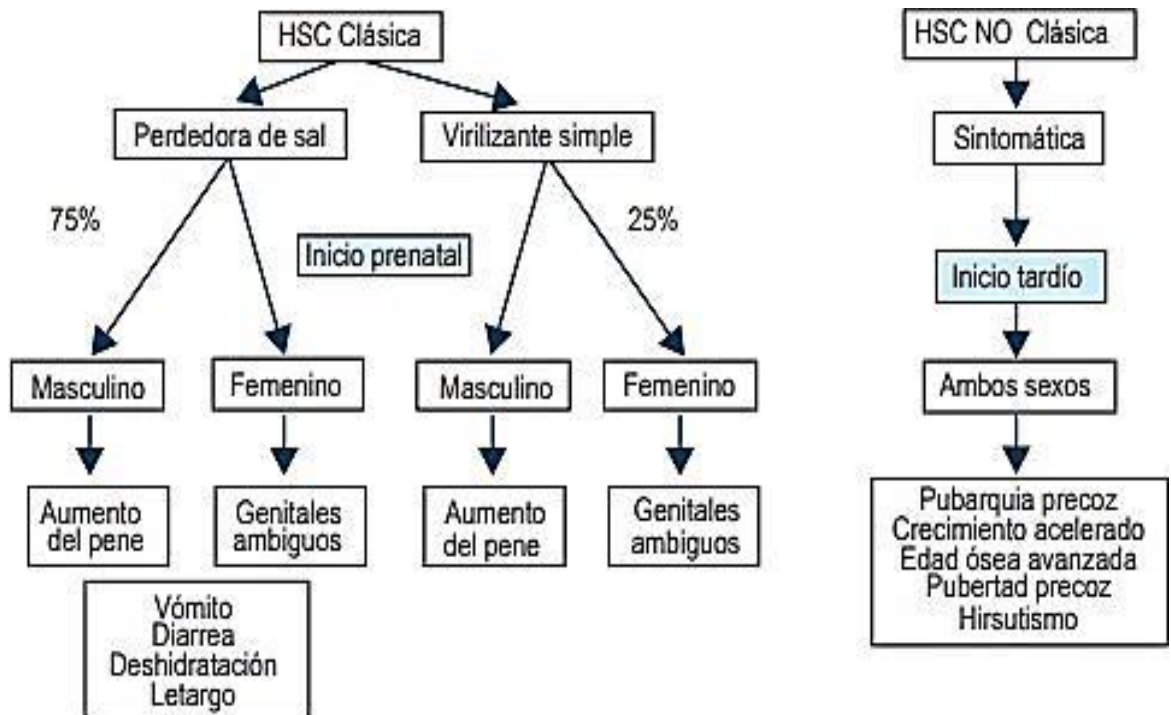 HSC Clásica
HSC NO Clásica
Perdedora de sal
Virilizante simple
Sintomática
75%
25%
Inicio prenatal
Inicio tardío
Masculino
Femenino
Masculino
Femenino
Ambos sexos
Aumento
del pene
Genitales
ambiguos
Aumento
del pene
Genitales
ambiguos
Pubarquia precoz
Crecimiento acelerado
Edad ósea avanzada
Pubertad precoz
Hirsutismo
Vómito
Diarrea
Deshidratación
Letargo